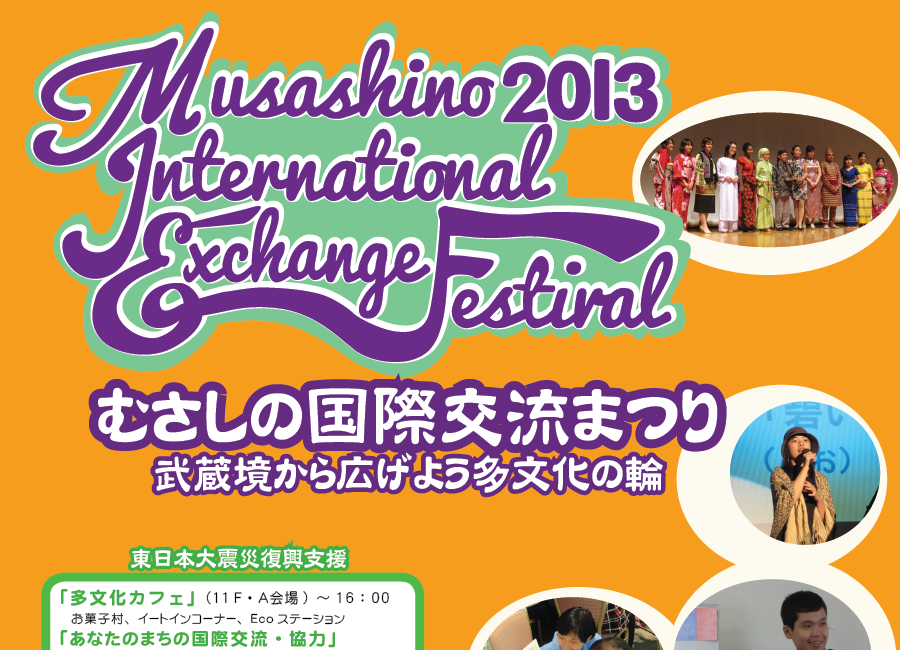 Musashino 2013
International
Exchange Festival
むさしの国際交流まつり
武蔵境から広げよう多文化の輪
東日本大震災復興支援
「多文化カフェ」(11F・A会場)～16:00
お菓子村、イートインコーナー、Ecoステーション
「あなたのまちの国際交流・協力」